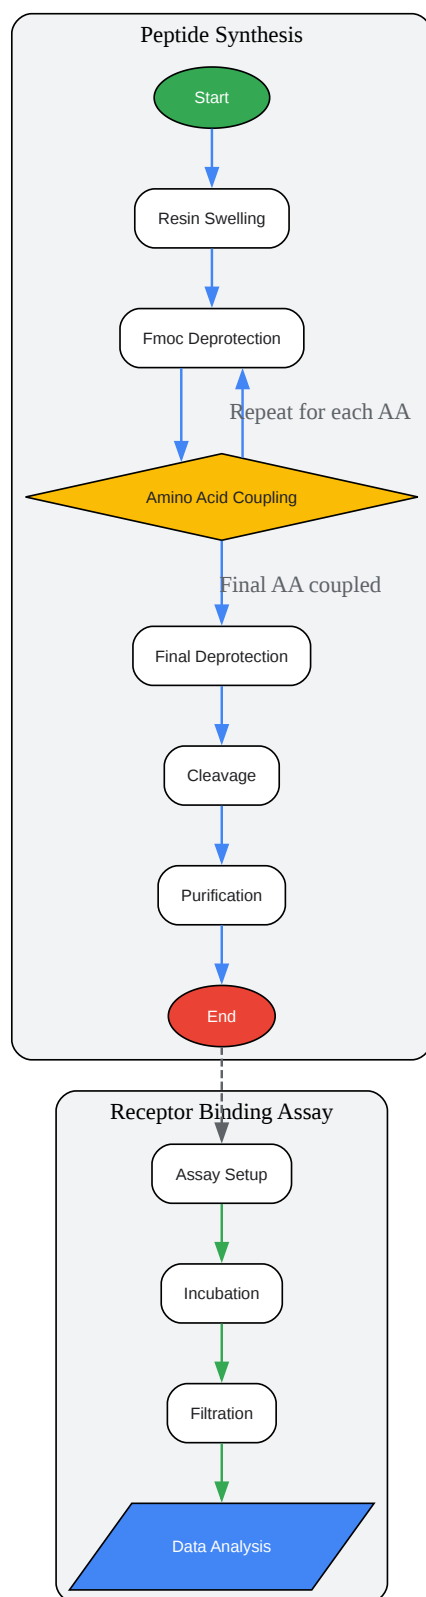 Peptide Synthesis
Start
Resin Swelling
Fmoc Deprotection
Repeat for each AA
Amino Acid Coupling
Final AA coupled
Final Deprotection
Cleavage
Purification
End
Receptor Binding Assay
Assay Setup
Incubation
Filtration
Data Analysis